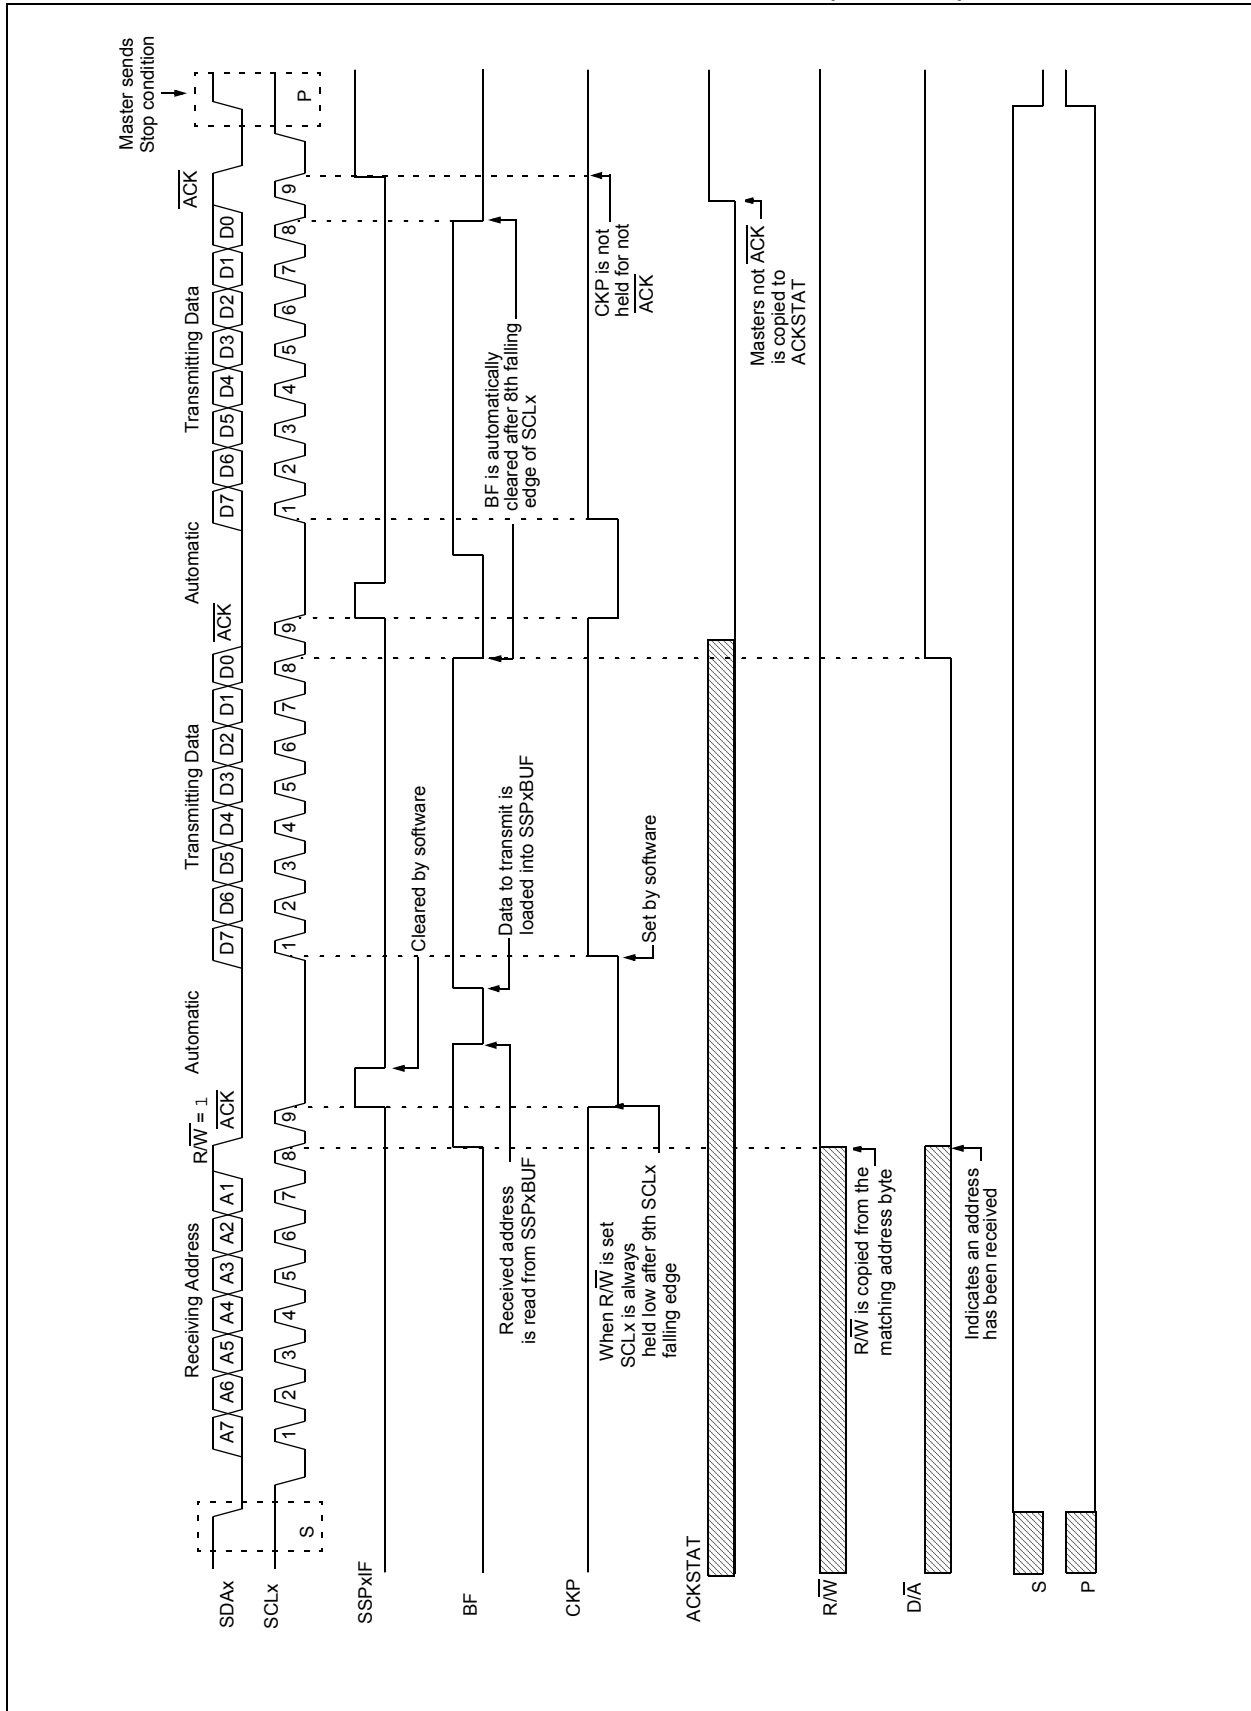 Master sends
Stop condition
Receiving Address
R/W = 1
Automatic
Transmitting Data
Automatic
Transmitting Data
ACK
ACK
ACK
SDAx
A7 A6 A5 A4 A3 A2 A1
D7 D6 D5 D4 D3 D2 D1 D0
D7 D6 D5 D4 D3 D2 D1 D0
SCLx
S
1 2 3 4 5 6 7 8 9
1 2 3 4 5 6 7 8 9
1 2 3 4 5 6 7 8 9
P
SSPxIF
Cleared by software
BF
Received address
is read from SSPxBUF
Data to transmit is
loaded into SSPxBUF
BF is automatically
cleared after 8th falling
edge of SCLx
CKP
When R/W is set
SCLx is always
held low after 9th SCLx
falling edge
Set by software
CKP is not
held for not
ACK
ACKSTAT
Masters not ACK
is copied to
ACKSTAT
R/W
R/W is copied from the
matching address byte
D/A
Indicates an address
has been received
S
P